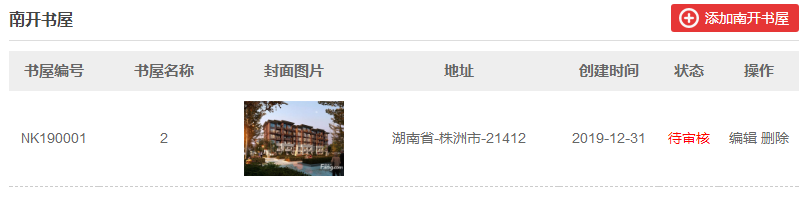 南开书屋
添加南开书屋
书屋编号 书屋名称 封面图片 地址 创建时间 状态 操作
NK190001 2 湖南省-株洲市-21412 2019-12-31 待审核 编辑 删除